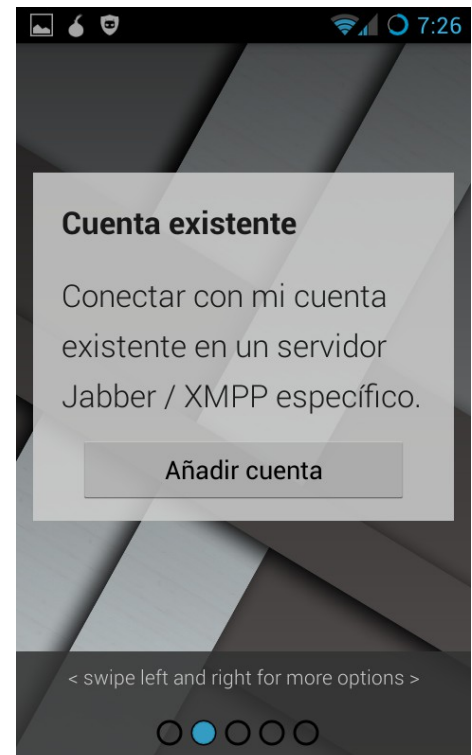 7:26
Cuenta existente
Conectar con mi cuenta
existente en un servidor
Jabber / XMPP específico.
Añadir cuenta
< swipe left and right for more options >